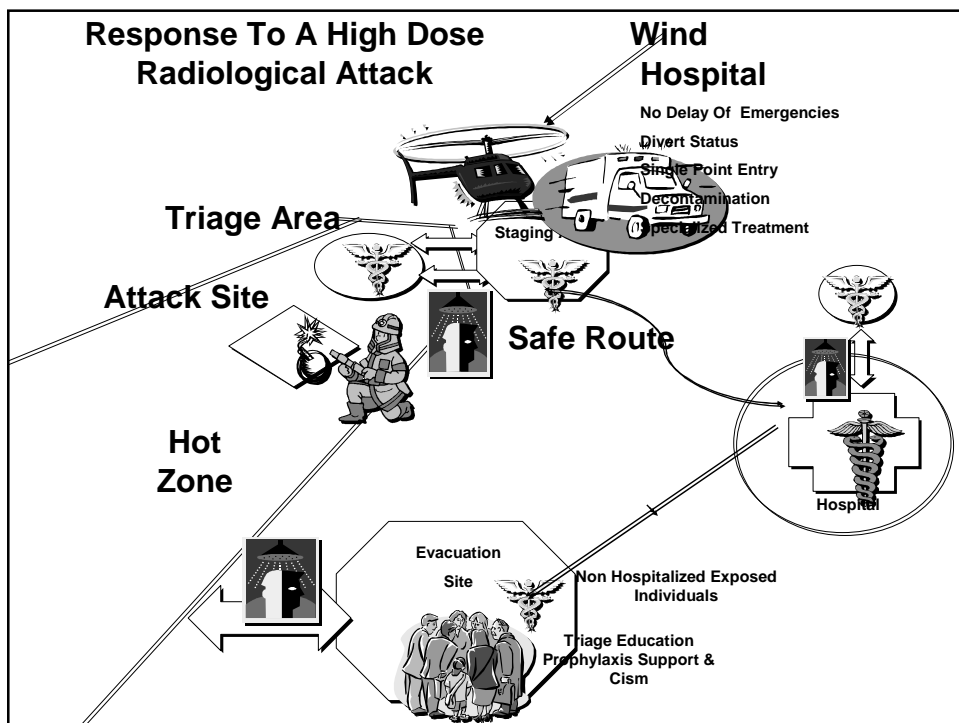 Response To A High Dose
Radiological Attack
Wind
Hospital
No Delay Of Emergencies
Divert Status
Single Point Entry
Decontamination
Specialized Treatment
Triage Area
Staging
Attack Site
Safe Route
Hot
Zone
Hospital
Evacuation
Site
Non Hospitalized Exposed
Individuals
Triage Education
Prophylaxis Support &
Cism